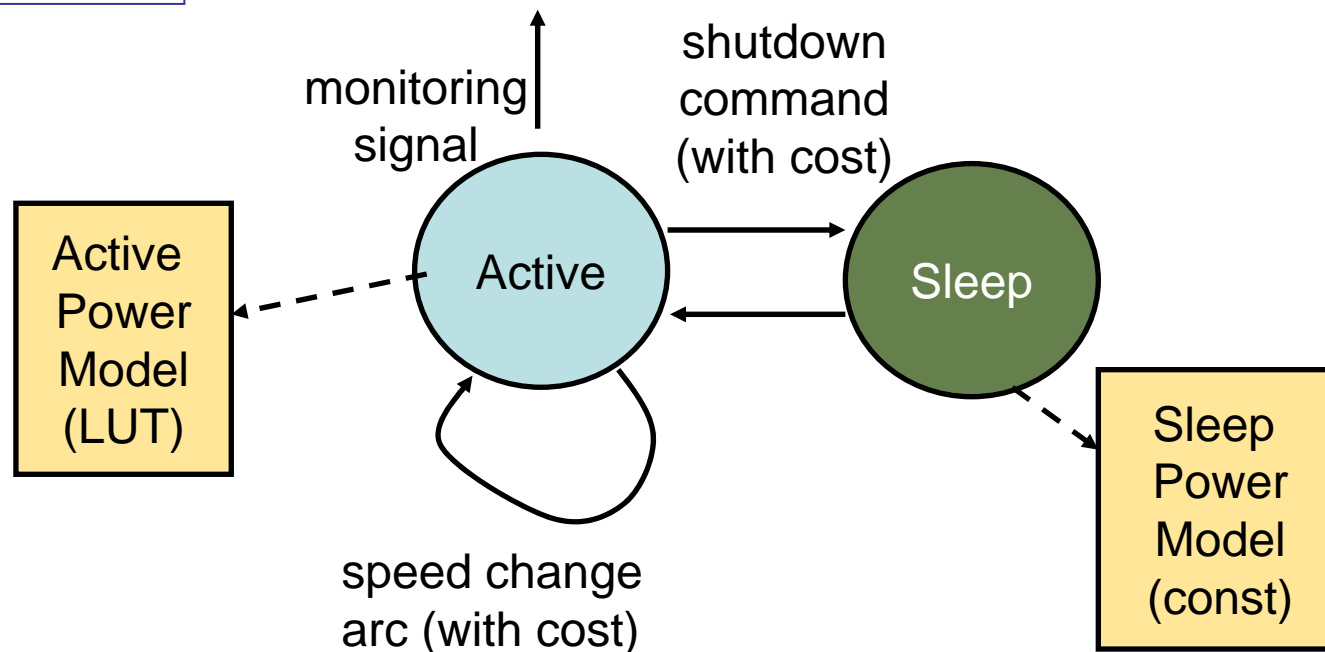 monitoring
signal
shutdown
command
(with cost)
Active
Power
Model
(LUT)
Active
Sleep
Sleep
Power
Model
(const)
speed change
arc (with cost)